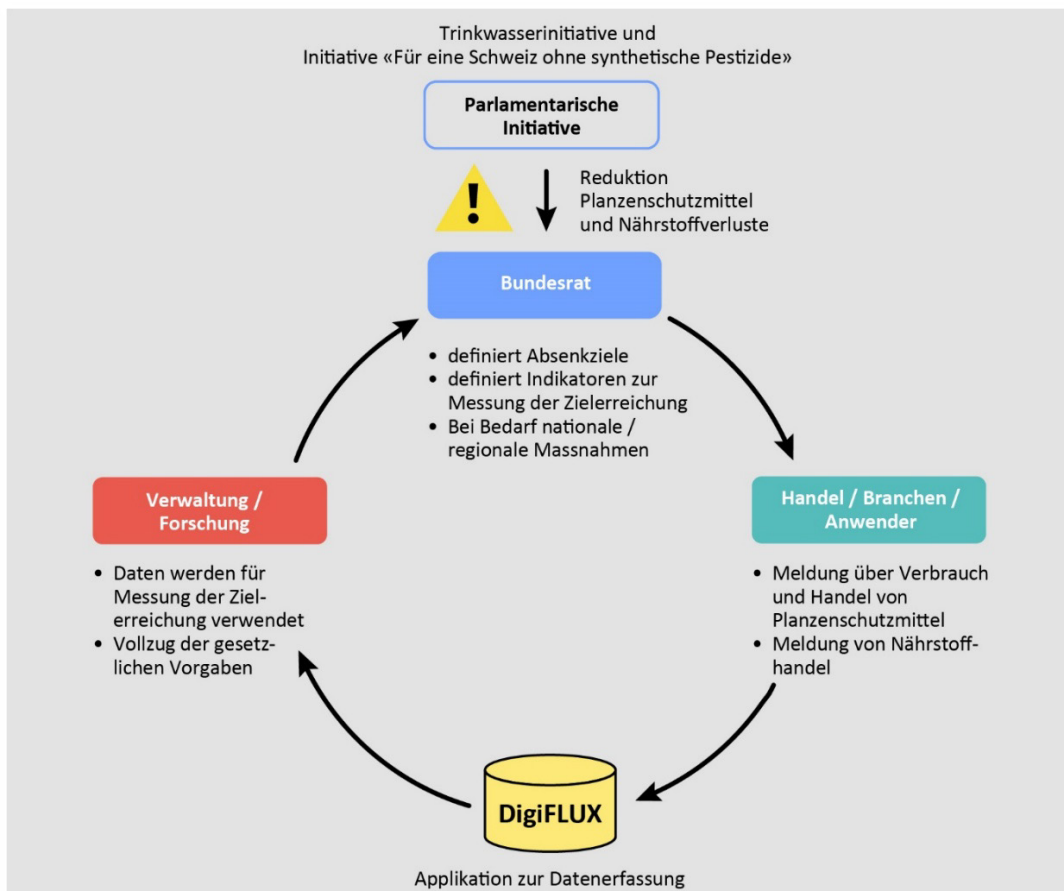 Trinkwasserinitiative und
Initiative «Für eine Schweiz ohne synthetische Pestizide»
Parlamentarische
Initiative
!
Reduktion
Planzenschutzmittel
und Nährstoffverluste
Bundesrat
• definiert Absenkziele
• definiert Indikatoren zur
Messung der Zielerreichung
• Bei Bedarf nationale /
regionale Massnahmen
Verwaltung /
Forschung
• Daten werden für
Messung der Ziel-
erreichung verwendet
• Vollzug der gesetz-
lichen Vorgaben
Handel / Branchen /
Anwender
• Meldung über Verbrauch
und Handel von
Planzenschutzmittel
• Meldung von Nährstoff-
handel
DigiFLUX
Applikation zur Datenerfassung